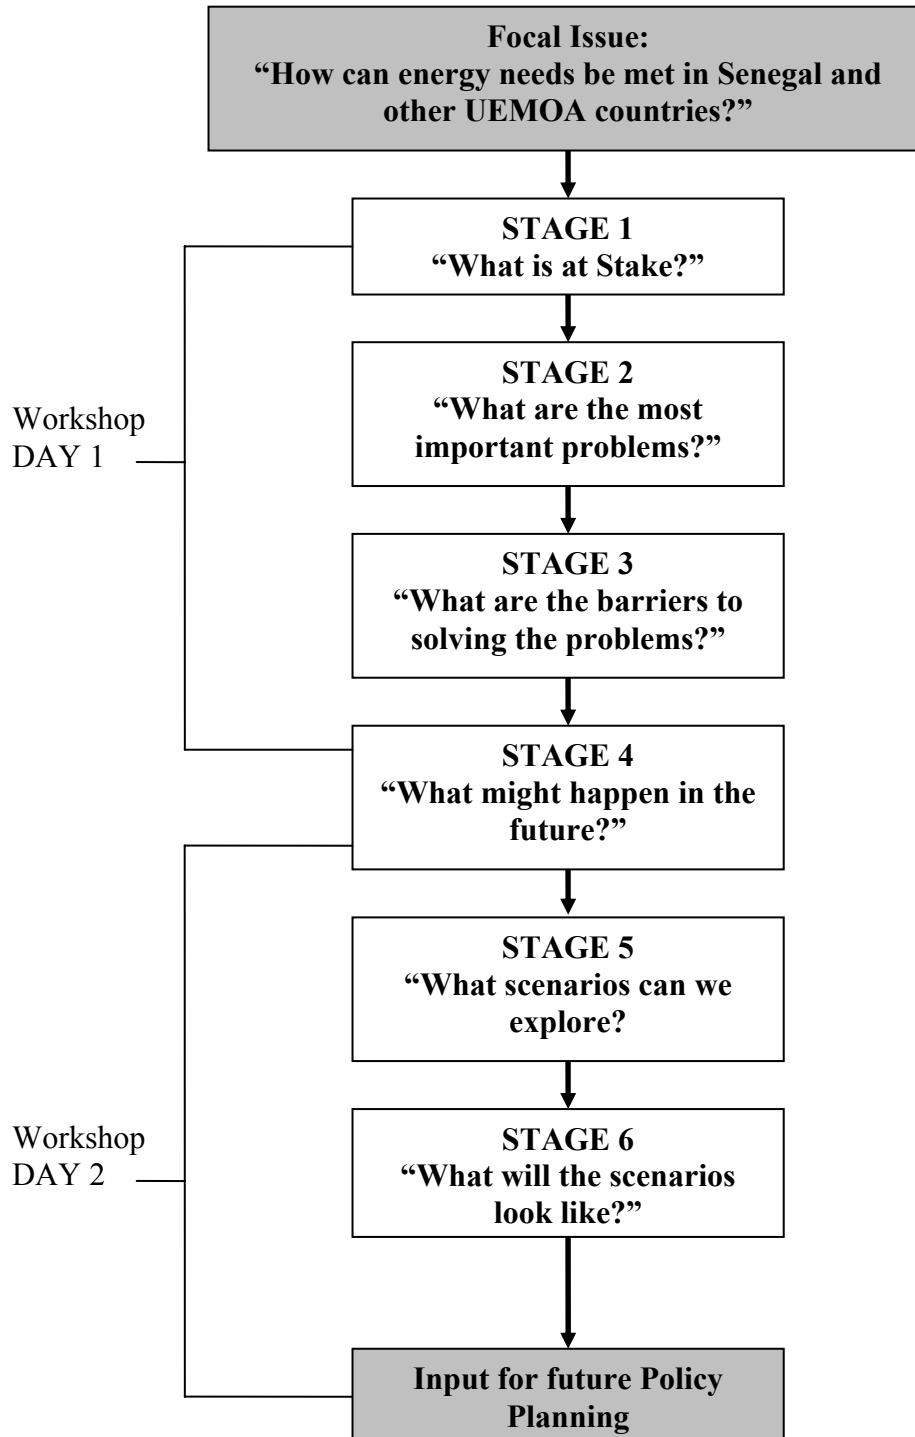 Focal Issue:
“How can energy needs be met in Senegal and
other UEMOA countries?”
STAGE 1
“What is at Stake?”
STAGE 2
“What are the most
important problems?”
Workshop
DAY 1
STAGE 3
“What are the barriers to
solving the problems?”
STAGE 4
“What might happen in the
future?”
STAGE 5
“What scenarios can we
explore?
Workshop
DAY 2
STAGE 6
“What will the scenarios
look like?”
Input for future Policy
Planning